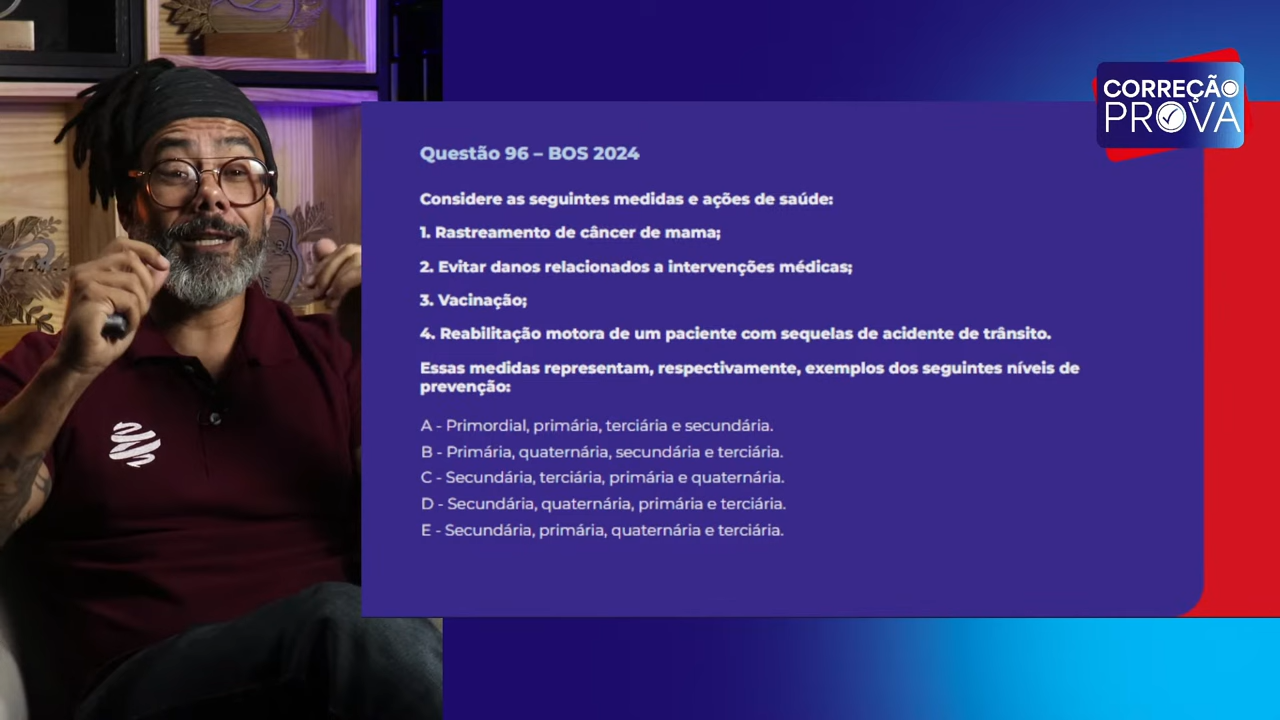 CORREÇÃO
PROVA
Questão 96 – BOS 2024
Considere as seguintes medidas e ações de saúde:
1. Rastreamento de câncer de mama;
2. Evitar danos relacionados a intervenções médicas;
3. Vacinação;
4. Reabilitação motora de um paciente com sequelas de acidente de trânsito.
Essas medidas representam, respectivamente, exemplos dos seguintes níveis de
prevenção:
A - Primordial, primária, terciária e secundária.
B - Primária, quaternária, secundária e terciária.
C - Secundária, terciária, primária e quaternária.
D - Secundária, quaternária, primária e terciária.
E - Secundária, primária, quaternária e terciária.